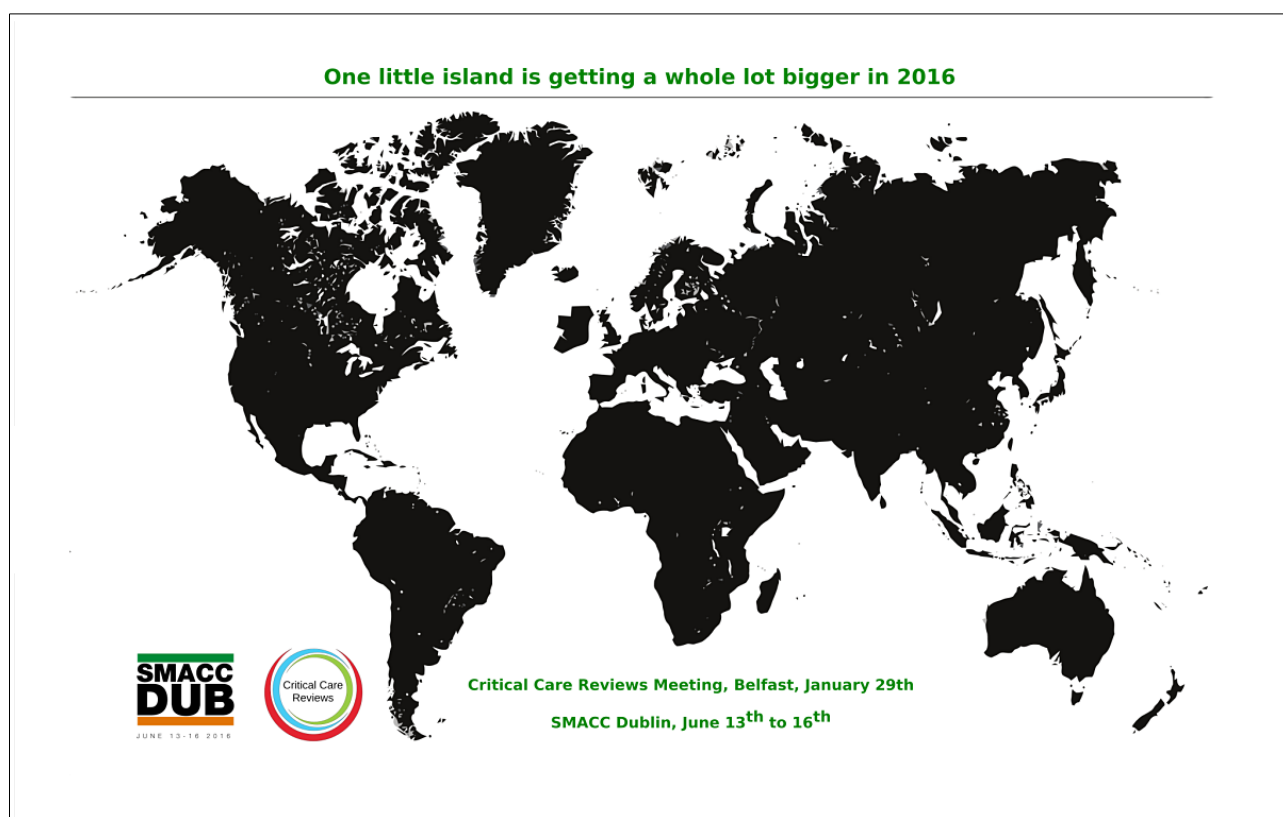 One little island is getting a whole lot bigger in 2016
SMACC
DUB
JUNE 13-16 2016
Critical Care
Reviews
Critical Care Reviews Meeting, Belfast, January 29th
SMACC Dublin, June 13th to 16th